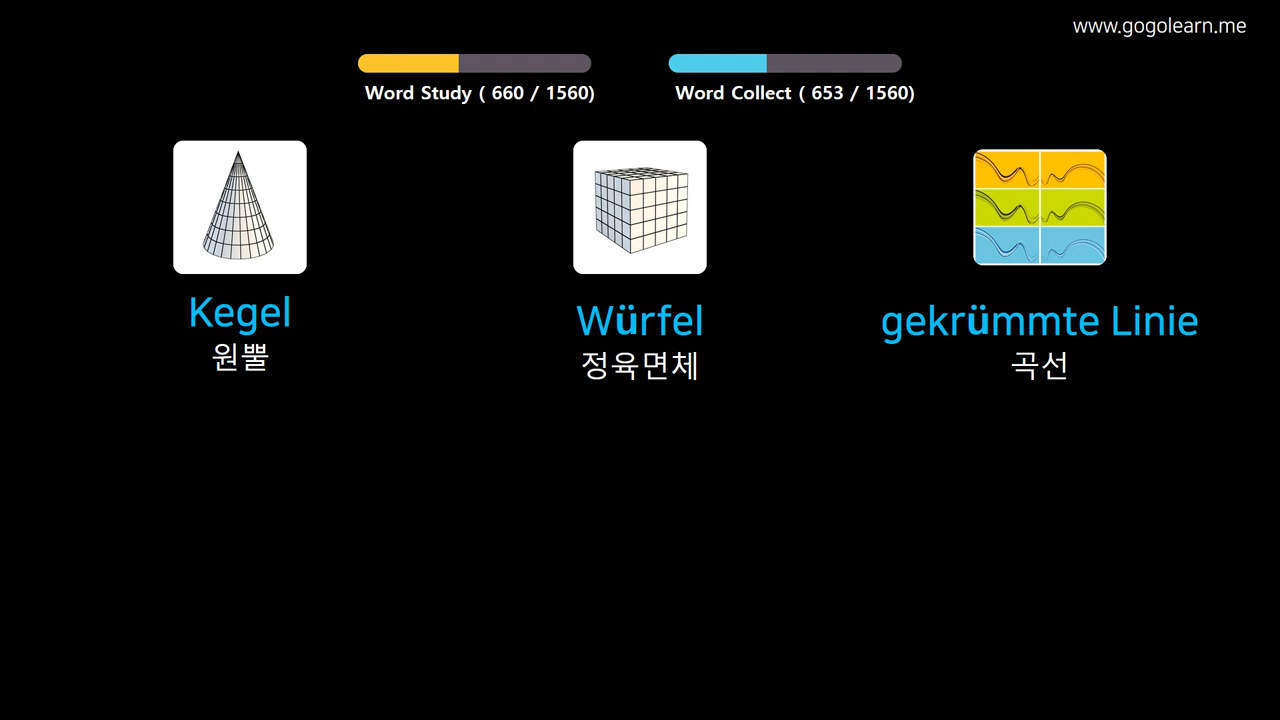 www.gogolearn.me
Word Study ( 660 / 1560)
Word Collect ( 653 / 1560)
Kegel
원뿔
Würfel
정육면체
gekrümmte Linie
곡선